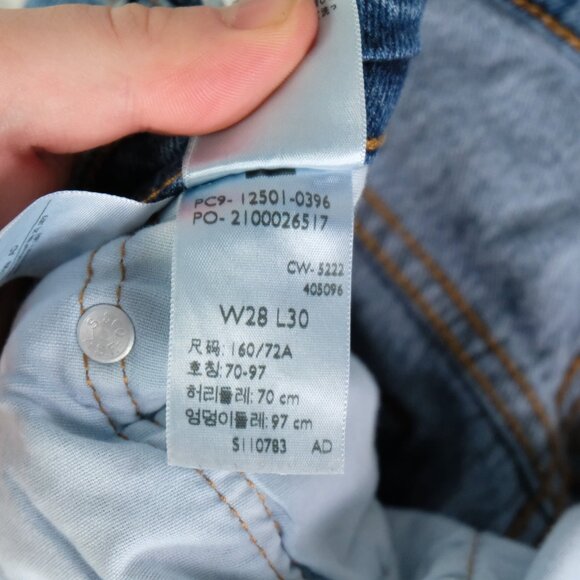 PC9- 12501-0396
PO- 2100026517
CW- 5222
405096
W28 L30
尺码: 160/72A
호칭: 70-97
허리둘레: 70 cm
엉덩이둘레: 97 cm
S110783 AD